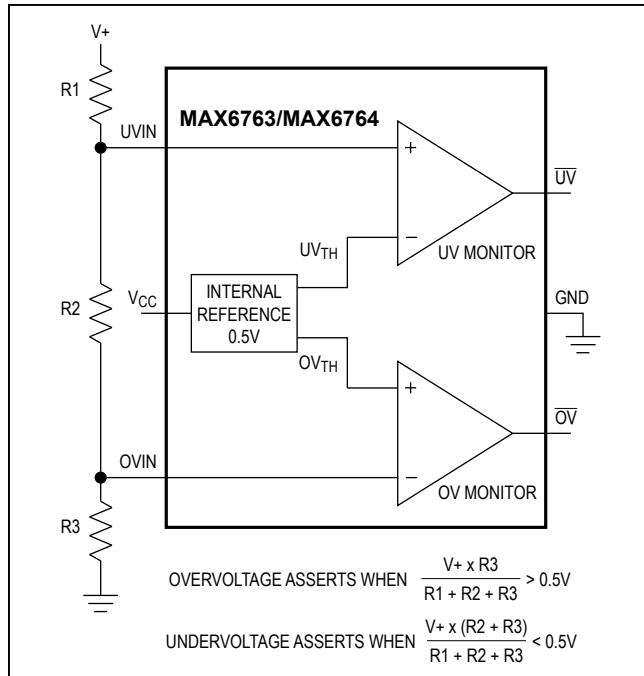 V+
R1
MAX6763/MAX6764
UVIN
+
U̅V̅
−
UV MONITOR
UVTH
VCC
INTERNAL
REFERENCE
0.5V
GND
R2
OVTH
+
O̅V̅
OVIN
−
OV MONITOR
R3
OVERVOLTAGE ASSERTS WHEN V+ x R3 / R1 + R2 + R3 > 0.5V
UNDERVOLTAGE ASSERTS WHEN V+ x (R2 + R3) / R1 + R2 + R3 < 0.5V